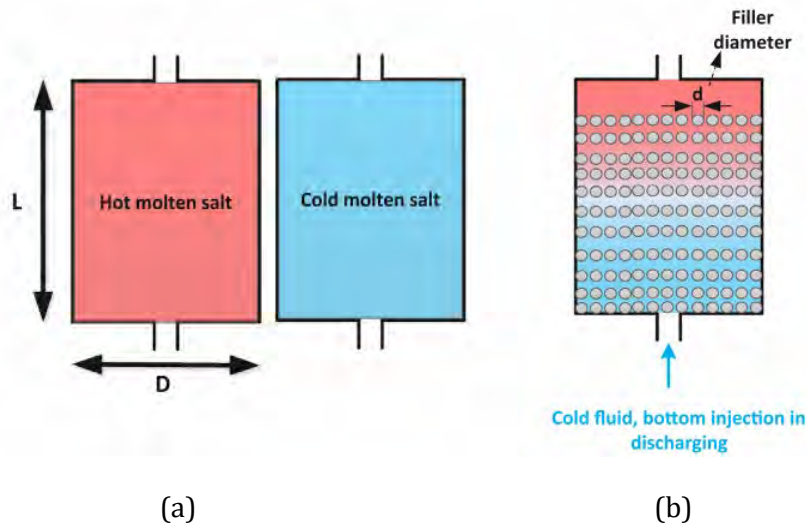 Filler
diameter
d
L
Hot molten salt
Cold molten salt
D
Cold fluid, bottom injection in
discharging
(a)
(b)